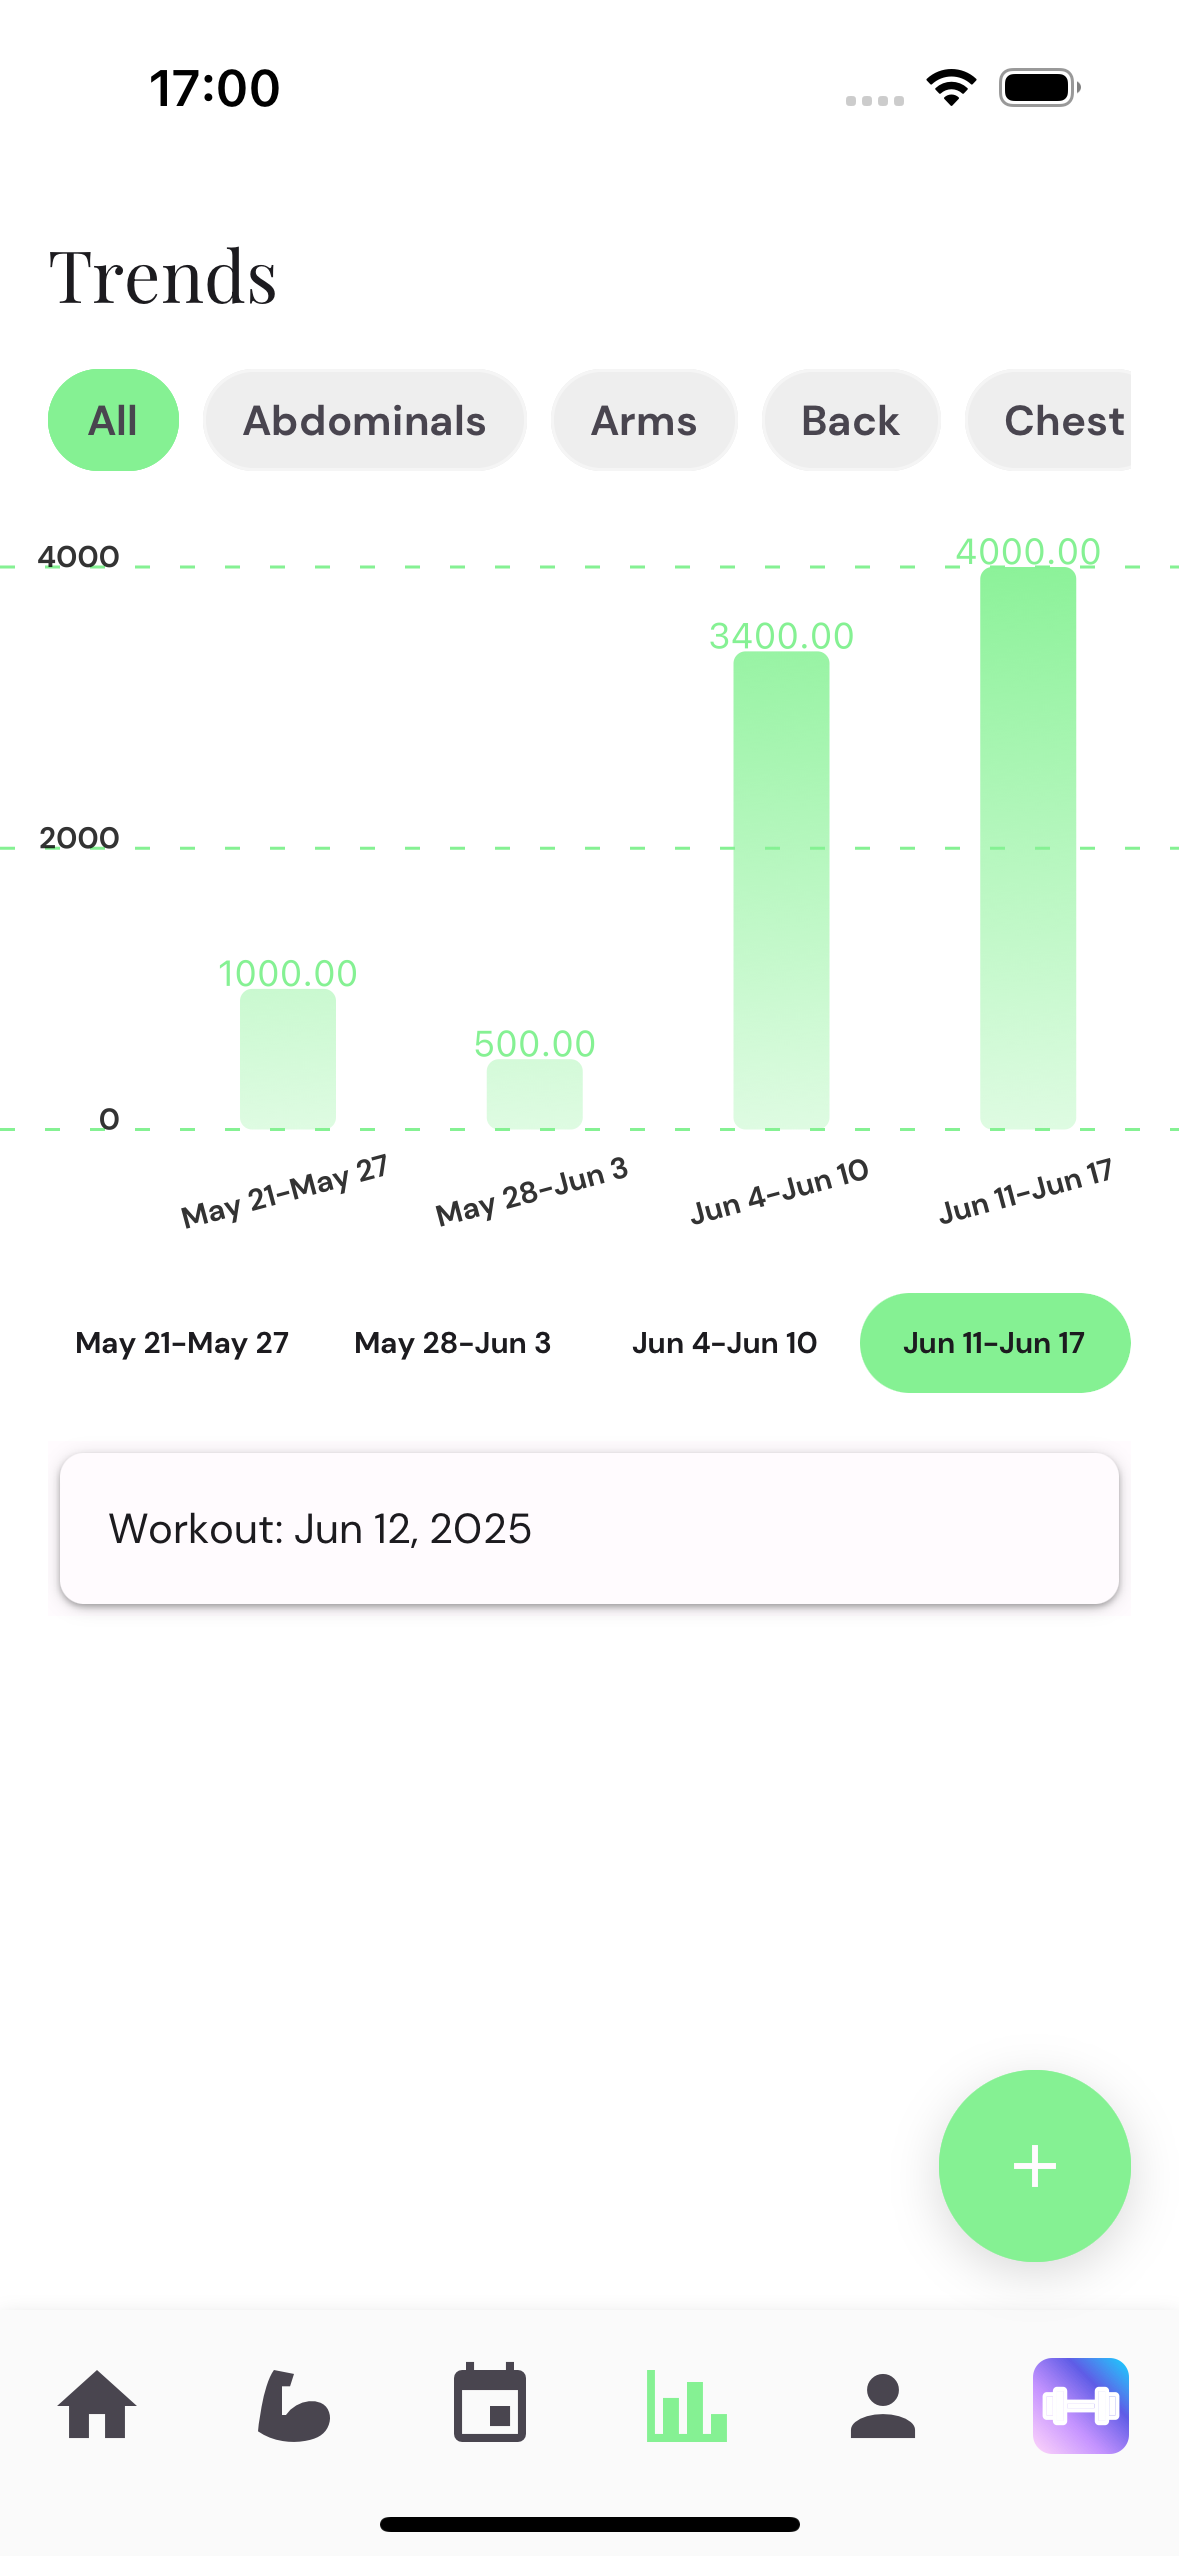 17:00
Trends
All Abdominals Arms Back Chest
4000 4000.00
3400.00
2000
1000.00
500.00
0
May 21-May 27 May 28-Jun 3 Jun 4-Jun 10 Jun 11-Jun 17
May 21-May 27 May 28-Jun 3 Jun 4-Jun 10 Jun 11-Jun 17
Workout: Jun 12, 2025